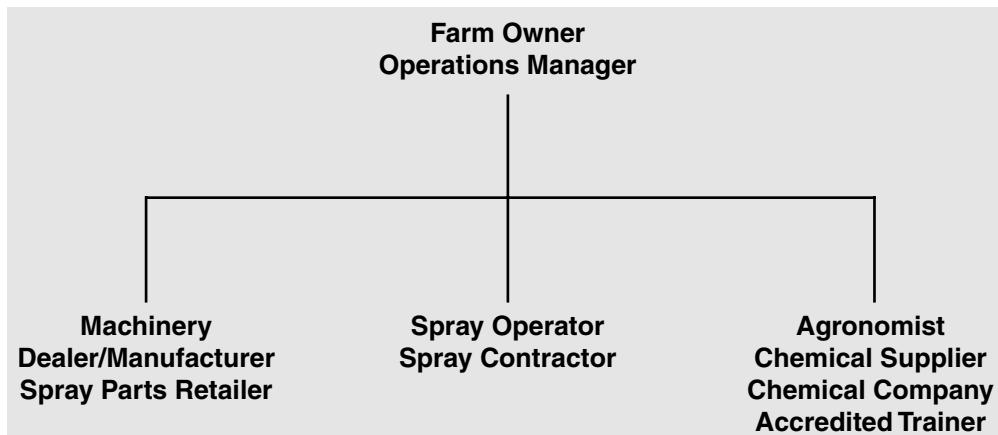 Farm Owner
Operations Manager
Machinery
Dealer/Manufacturer
Spray Parts Retailer
Spray Operator
Spray Contractor
Agronomist
Chemical Supplier
Chemical Company
Accredited Trainer